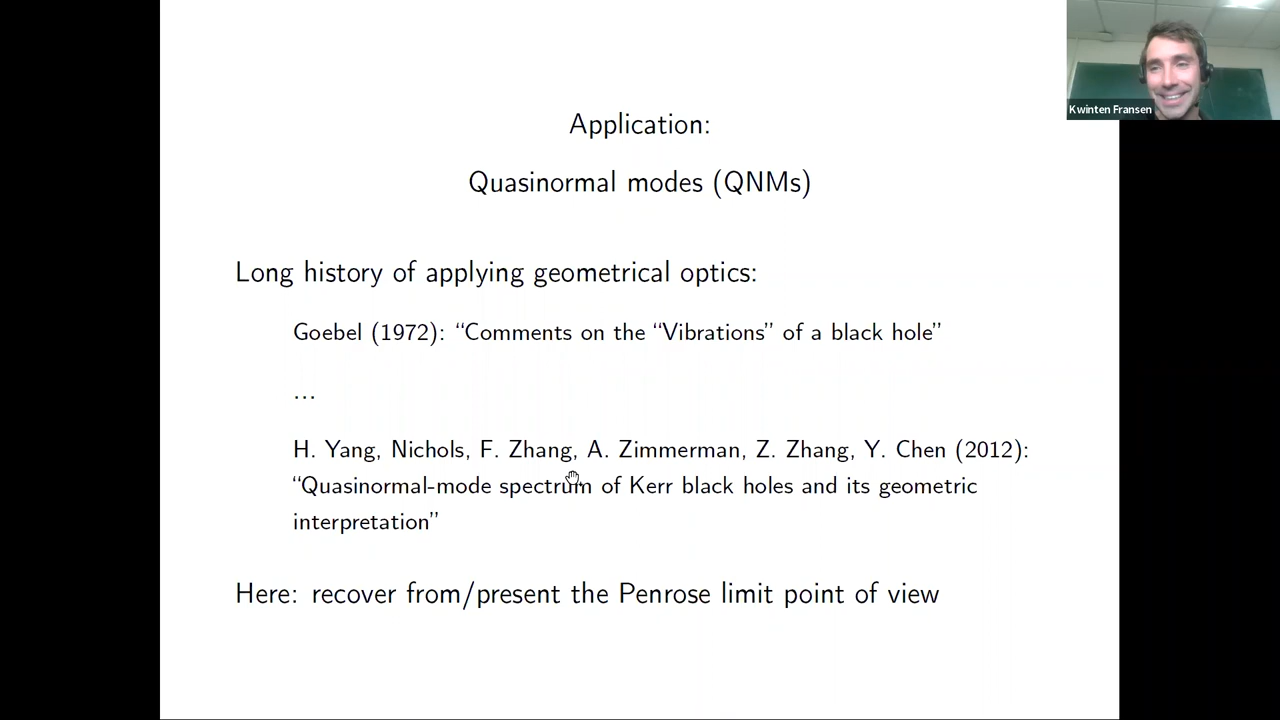 Kwinten Fransen
Application:
Quasinormal modes (QNMs)
Long history of applying geometrical optics:
Goebel (1972): “Comments on the “Vibrations” of a black hole”
...
H. Yang, Nichols, F. Zhang, A. Zimmerman, Z. Zhang, Y. Chen (2012):
“Quasinormal-mode spectrum of Kerr black holes and its geometric
interpretation”
Here: recover from/present the Penrose limit point of view